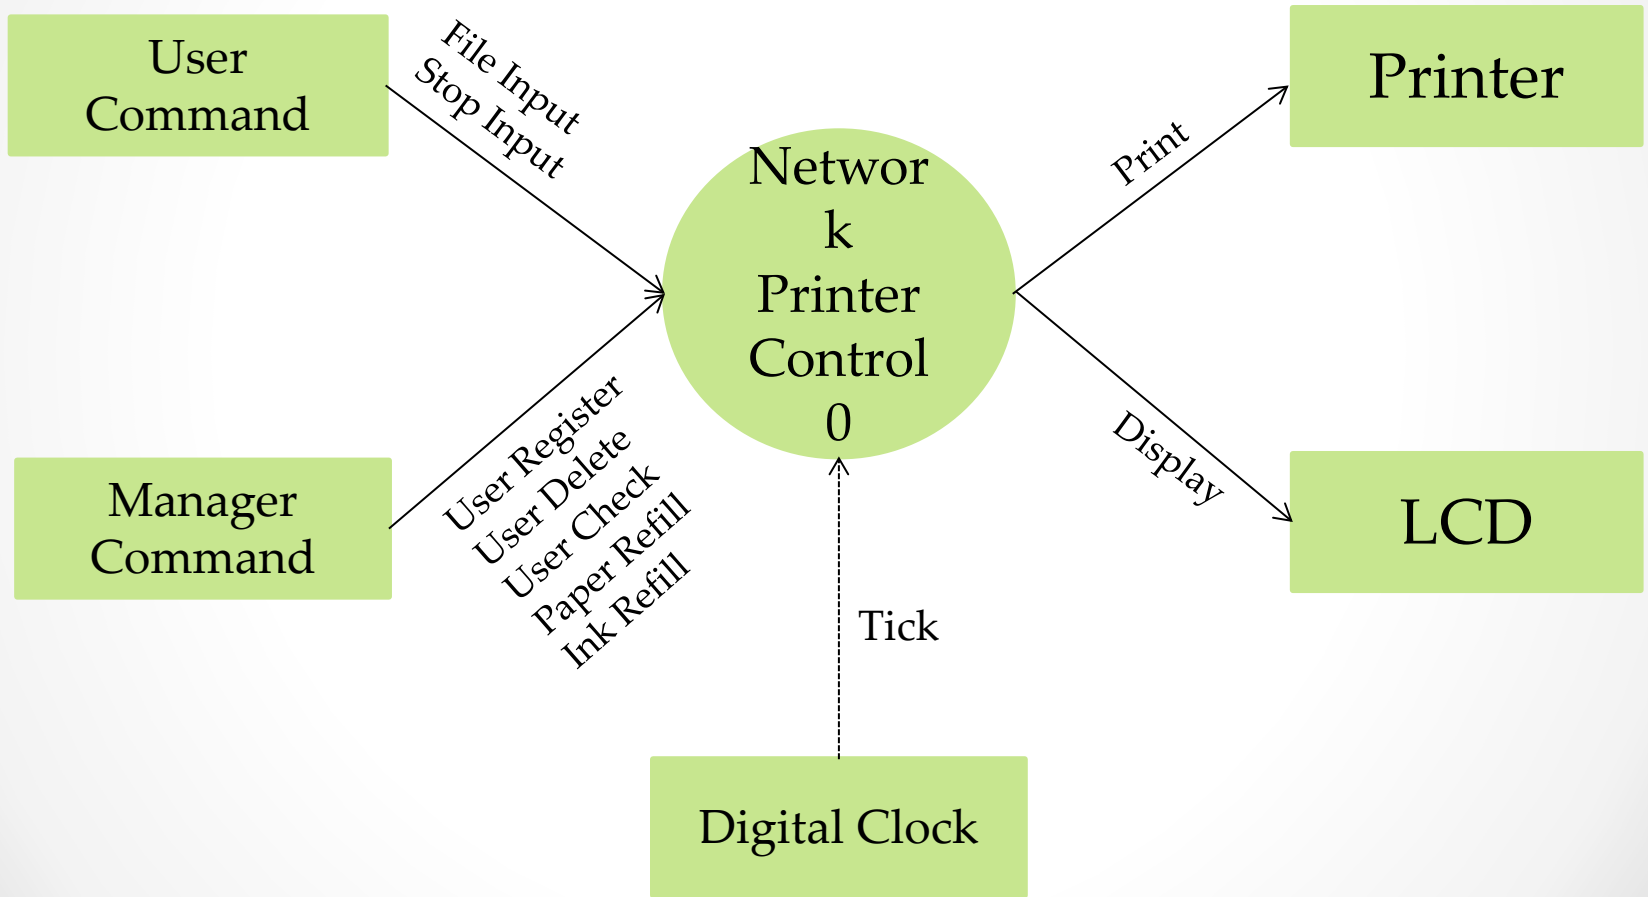 User
Command
File Input
Stop Input
Networ
k
Printer
Control
0
Print
Printer
Manager
Command
User Register
User Delete
User Check
Paper Refill
Ink Refill
Display
LCD
Tick
Digital Clock